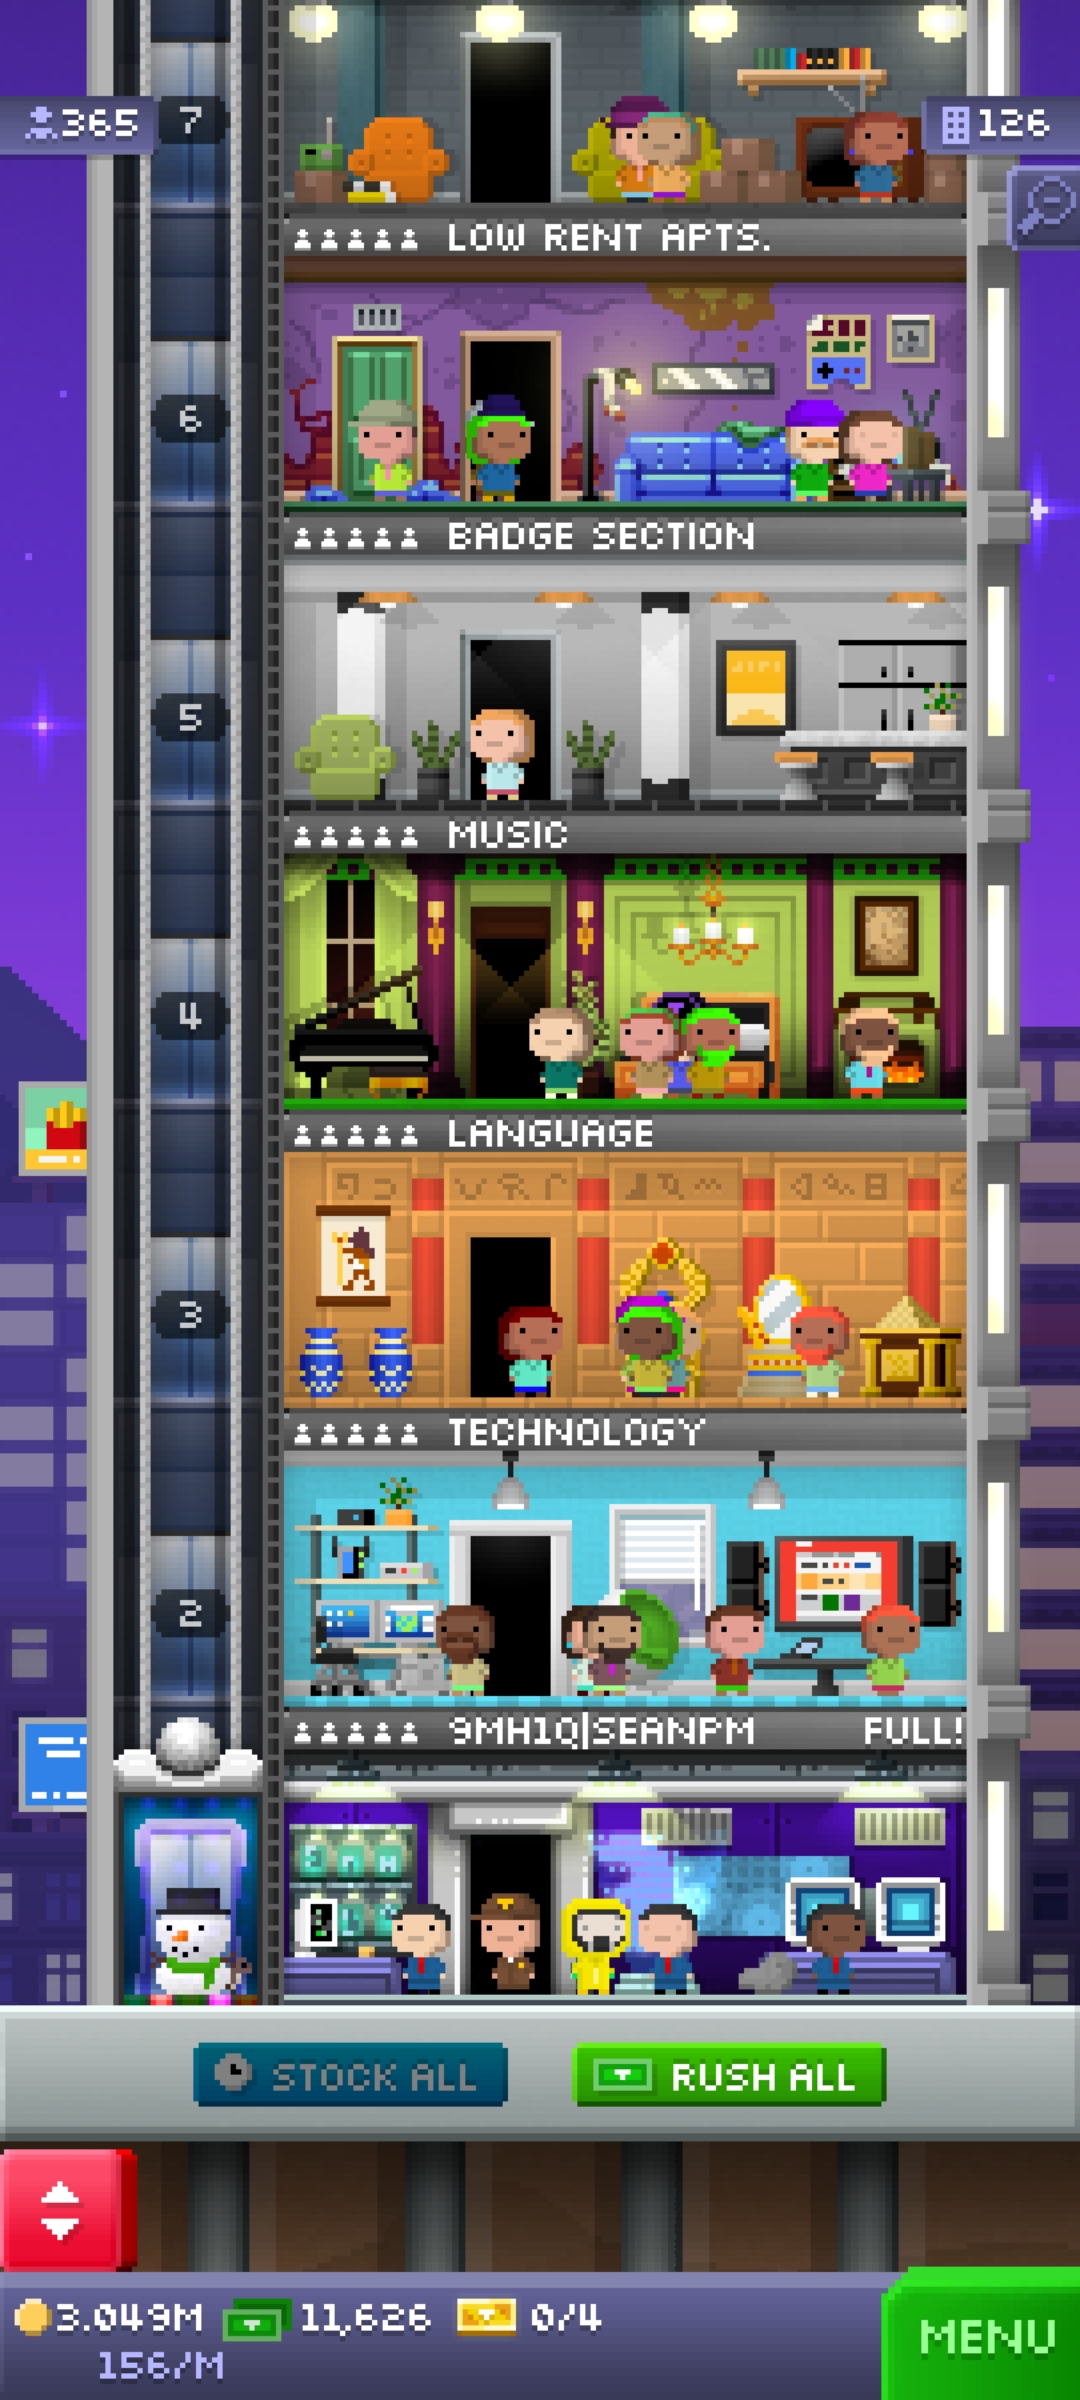 365
7
126
LOW RENT APTS.
6
BADGE SECTION
5
MUSIC
4
LANGUAGE
3
TECHNOLOGY
2
9MH1Q|SEANPM FULL!
STOCK ALL
RUSH ALL
3.049M 11,626 0/4
156/M
MENU